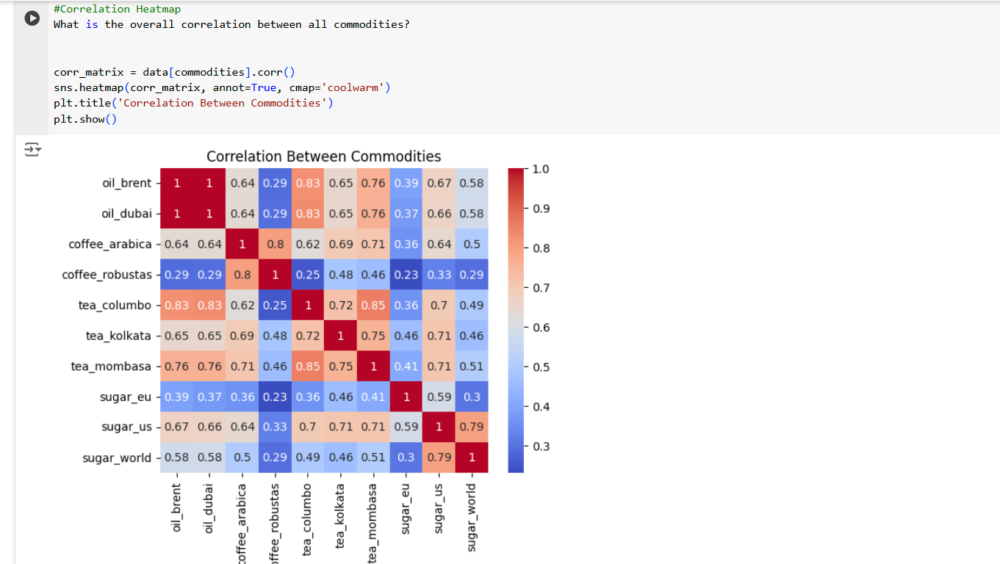 #Correlation Heatmap
What is the overall correlation between all commodities?
corr_matrix = data[commodities].corr()
sns.heatmap(corr_matrix, annot=True, cmap='coolwarm')
plt.title('Correlation Between Commodities')
plt.show()
Correlation Between Commodities
oil_brent 1 1 0.64 0.29 0.83 0.65 0.76 0.39 0.67 0.58
oil_dubai 1 1 0.64 0.29 0.83 0.65 0.76 0.37 0.66 0.58
coffee_arabica 0.64 0.64 1 0.8 0.62 0.69 0.71 0.36 0.64 0.5
coffee_robustas 0.29 0.29 0.8 1 0.25 0.48 0.46 0.23 0.33 0.29
tea_columbo 0.83 0.83 0.62 0.25 1 0.72 0.85 0.36 0.7 0.49
tea_kolkata 0.65 0.65 0.69 0.48 0.72 1 0.75 0.46 0.71 0.46
tea_mombasa 0.76 0.76 0.71 0.46 0.85 0.75 1 0.41 0.71 0.51
sugar_eu 0.39 0.37 0.36 0.23 0.36 0.46 0.41 1 0.59 0.3
sugar_us 0.67 0.66 0.64 0.33 0.7 0.71 0.71 0.59 1 0.79
sugar_world 0.58 0.58 0.5 0.29 0.49 0.46 0.51 0.3 0.79 1
oil_brent
oil_dubai
offee_arabica
ffee_robustas
tea_columbo
tea_kolkata
tea_mombasa
sugar_eu
sugar_us
sugar_world
1.0
0.9
0.8
0.7
0.6
0.5
0.4
0.3